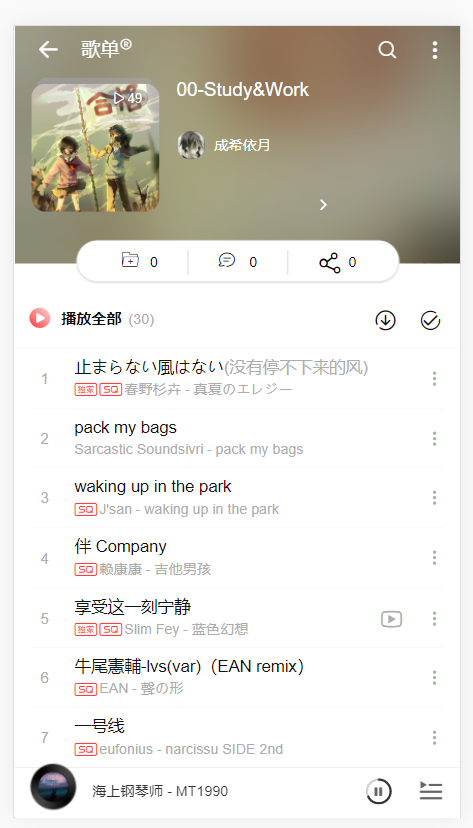 歌单®
合格
49
00-Study&Work
成希依月
0 0 0
播放全部 (30)
1 止まらない風はない(没有停不下来的风)
独家 SQ 春野杉卉 - 真夏のエレジー
2 pack my bags
Sarcastic Soundsivri - pack my bags
3 waking up in the park
SQ J'san - waking up in the park
4 伴 Company
SQ 赖康康 - 吉他男孩
5 享受这一刻宁静
独家 SQ Slim Fey - 蓝色幻想
6 牛尾憲輔-lvs(var)（EAN remix）
SQ EAN - 聲の形
7 一号线
SQ eufonius - narcissu SIDE 2nd
海上钢琴师 - MT1990